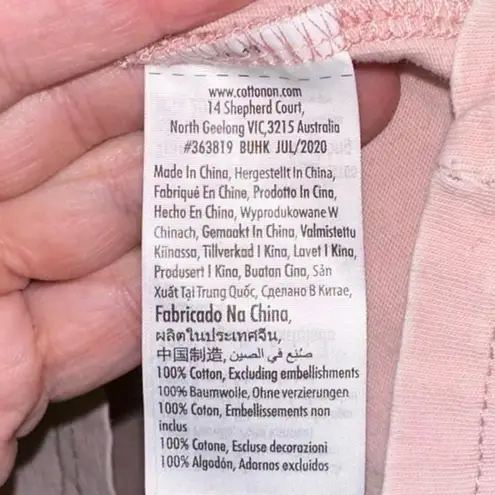 www.cottonon.com
14 Shepherd Court,
North Geelong VIC,3215 Australia
#363819 BUHK JUL/2020
Made In China, Hergestellt In China,
Fabriqué En Chine, Prodotto In Cina,
Hecho En China, Wyprodukowane W
Chinach, Gemaakt In China, Valmistettu
Kiinassa, Tillverkad I Kina, Lavet I Kina,
Produsert I Kina, Buatan Cina, Sản
Xuất Tại Trung Quốc, Сделано В Китае,
Fabricado Na China,
ผลิตในประเทศจีน,
中国制造, صنع في الصين
100% Cotton, Excluding embellishments
100% Baumwolle, Ohne verzierungen
100% Coton, Embellissements non
inclus
100% Cotone, Escluse decorazioni
100% Algodón, Adornos excluidos